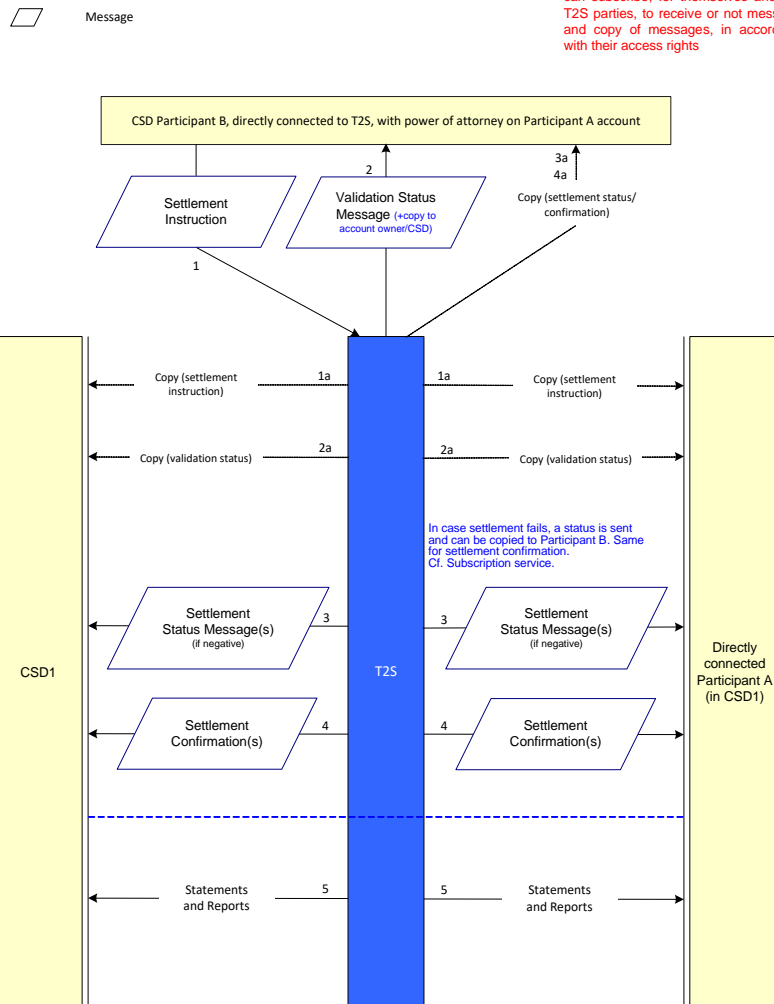 can subscribe, for themselves and
T2S parties, to receive or not mess
and copy of messages, in accor
with their access rights
Message
CSD Participant B, directly connected to T2S, with power of attorney on Participant A account
Settlement
Instruction
1
2
Validation Status
Message (+copy to
account owner/CSD)
3a
4a
Copy (settlement status/
confirmation)
Copy (settlement
instruction)
1a
1a
Copy (settlement
instruction)
Copy (validation status)
2a
2a
Copy (validation status)
In case settlement fails, a status is sent
and can be copied to Participant B. Same
for settlement confirmation.
Cf. Subscription service.
Settlement
Status Message(s)
(if negative)
3
3
Settlement
Status Message(s)
(if negative)
CSD1
T2S
Directly
connected
Participant A
(in CSD1)
Settlement
Confirmation(s)
4
4
Settlement
Confirmation(s)
Statements
and Reports
5
5
Statements
and Reports